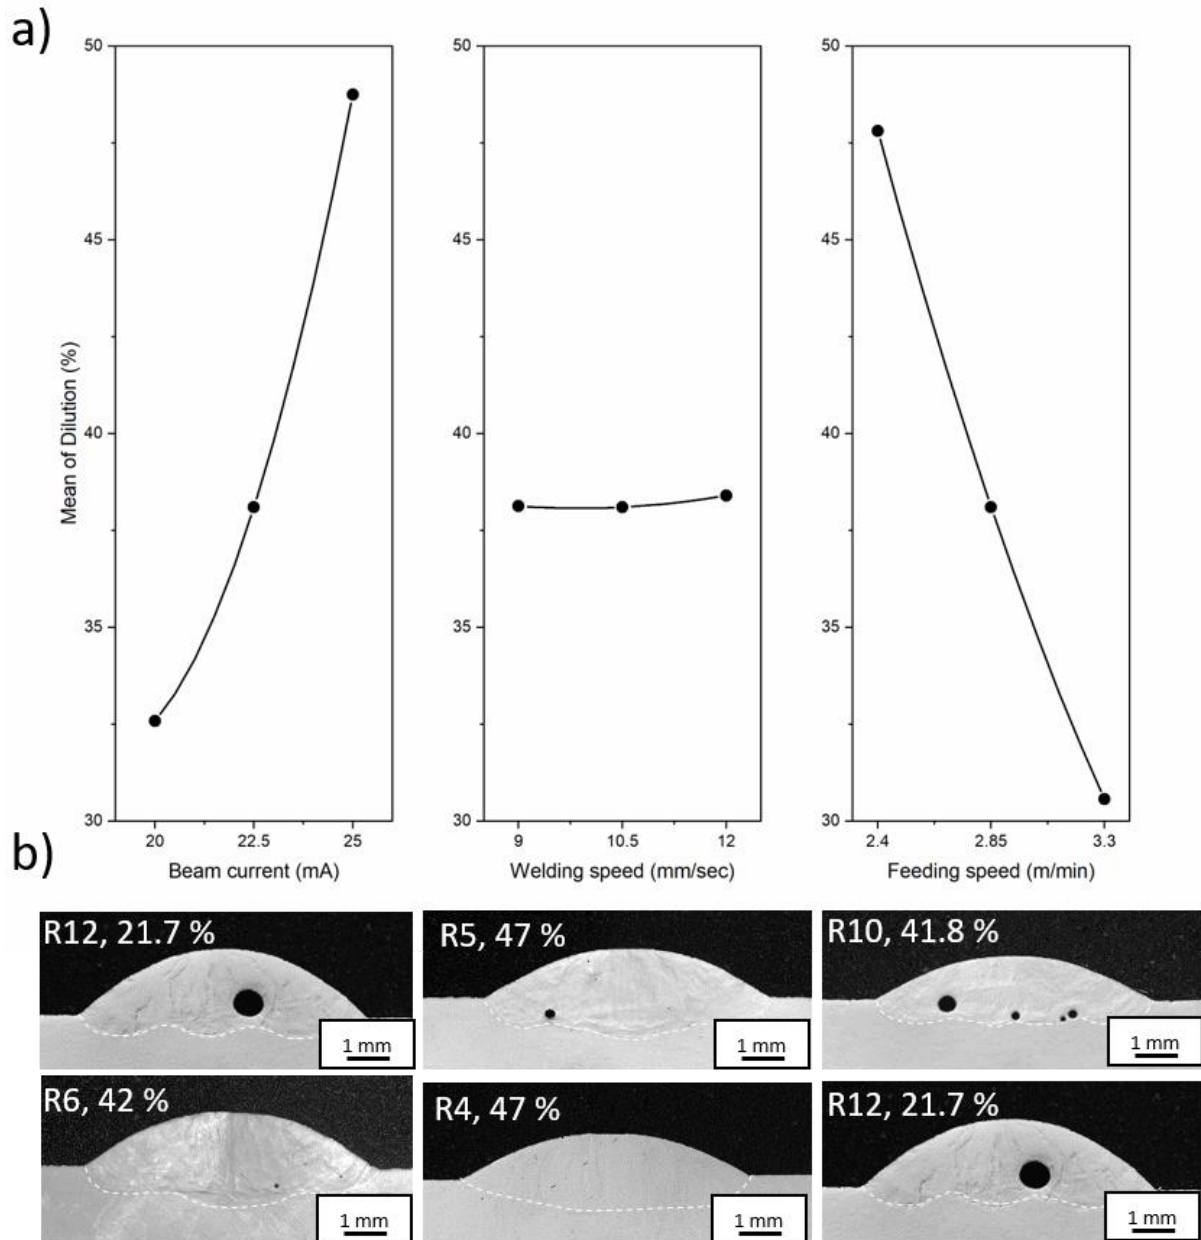 a)
Mean of Dilution (%)
50
45
40
35
30
20 22.5 25
Beam current (mA)
50
45
40
35
30
9 10.5 12
Welding speed (mm/sec)
50
45
40
35
30
2.4 2.85 3.3
Feeding speed (m/min)
b)
R12, 21.7 %
1 mm
R5, 47 %
1 mm
R10, 41.8 %
1 mm
R6, 42 %
1 mm
R4, 47 %
1 mm
R12, 21.7 %
1 mm